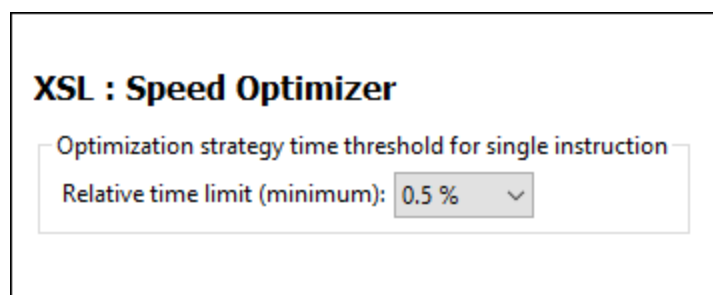 XSL : Speed Optimizer
Optimization strategy time threshold for single instruction
Relative time limit (minimum): 0.5 %